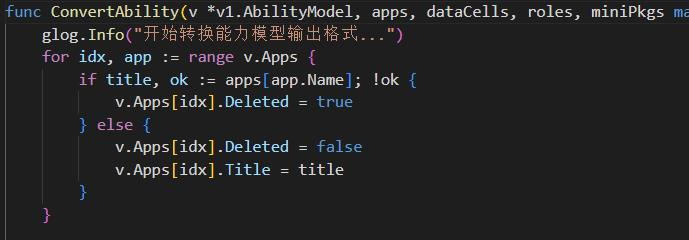 func ConvertAbility(v *v1.AbilityModel, apps, dataCells, roles, miniPkgs ma
    glog.Info("开始转换能力模型输出格式...")
    for idx, app := range v.Apps {
        if title, ok := apps[app.Name]; !ok {
            v.Apps[idx].Deleted = true
        } else {
            v.Apps[idx].Deleted = false
            v.Apps[idx].Title = title
        }
    }